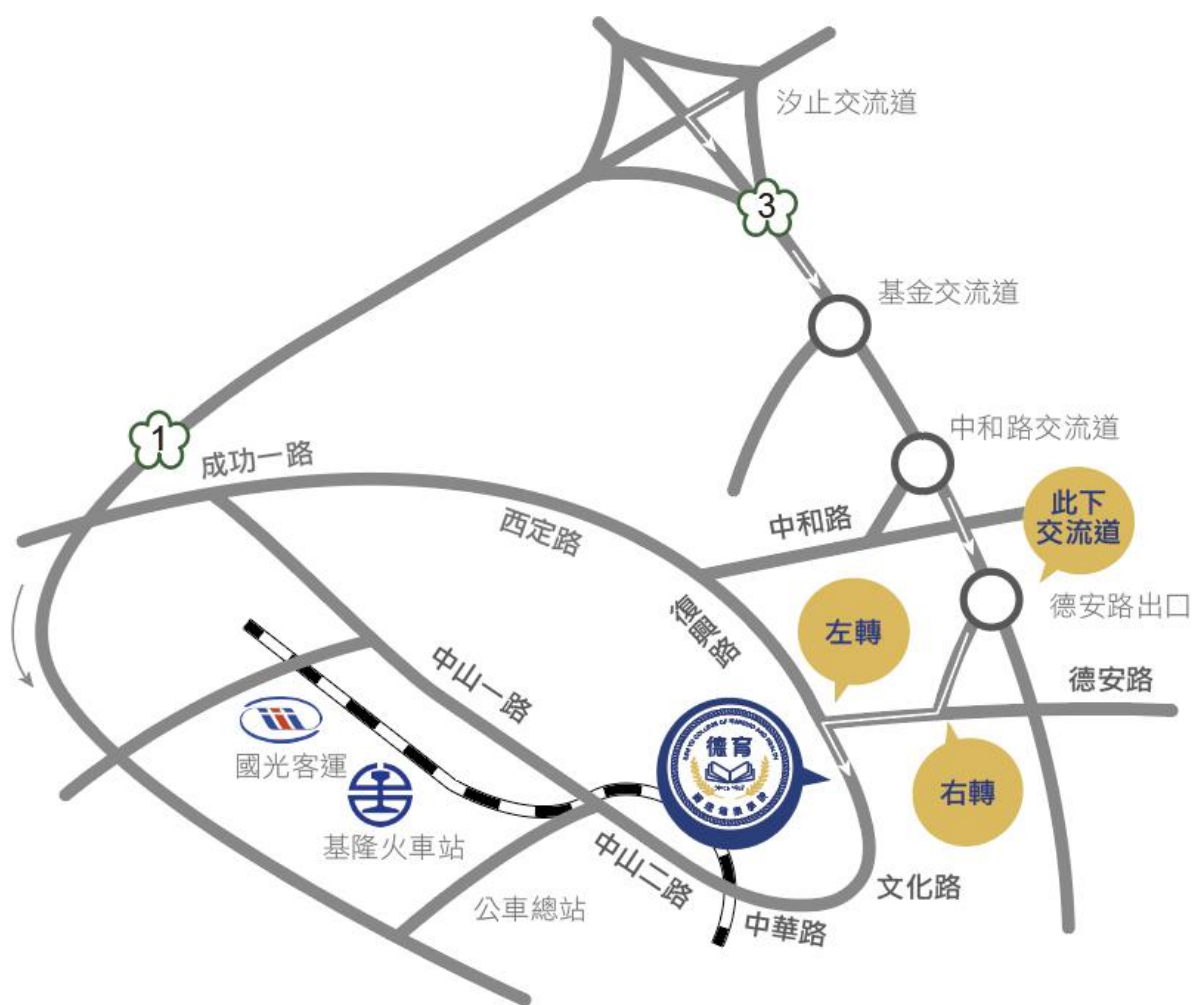 汐止交流道
3
基金交流道
1
成功一路
中和路交流道
西定路
中和路
此下
交流道
復興路
左轉
德安路出口
中山一路
德安路
國光客運
德育
右轉
基隆火車站
中山二路
文化路
公車總站
中華路